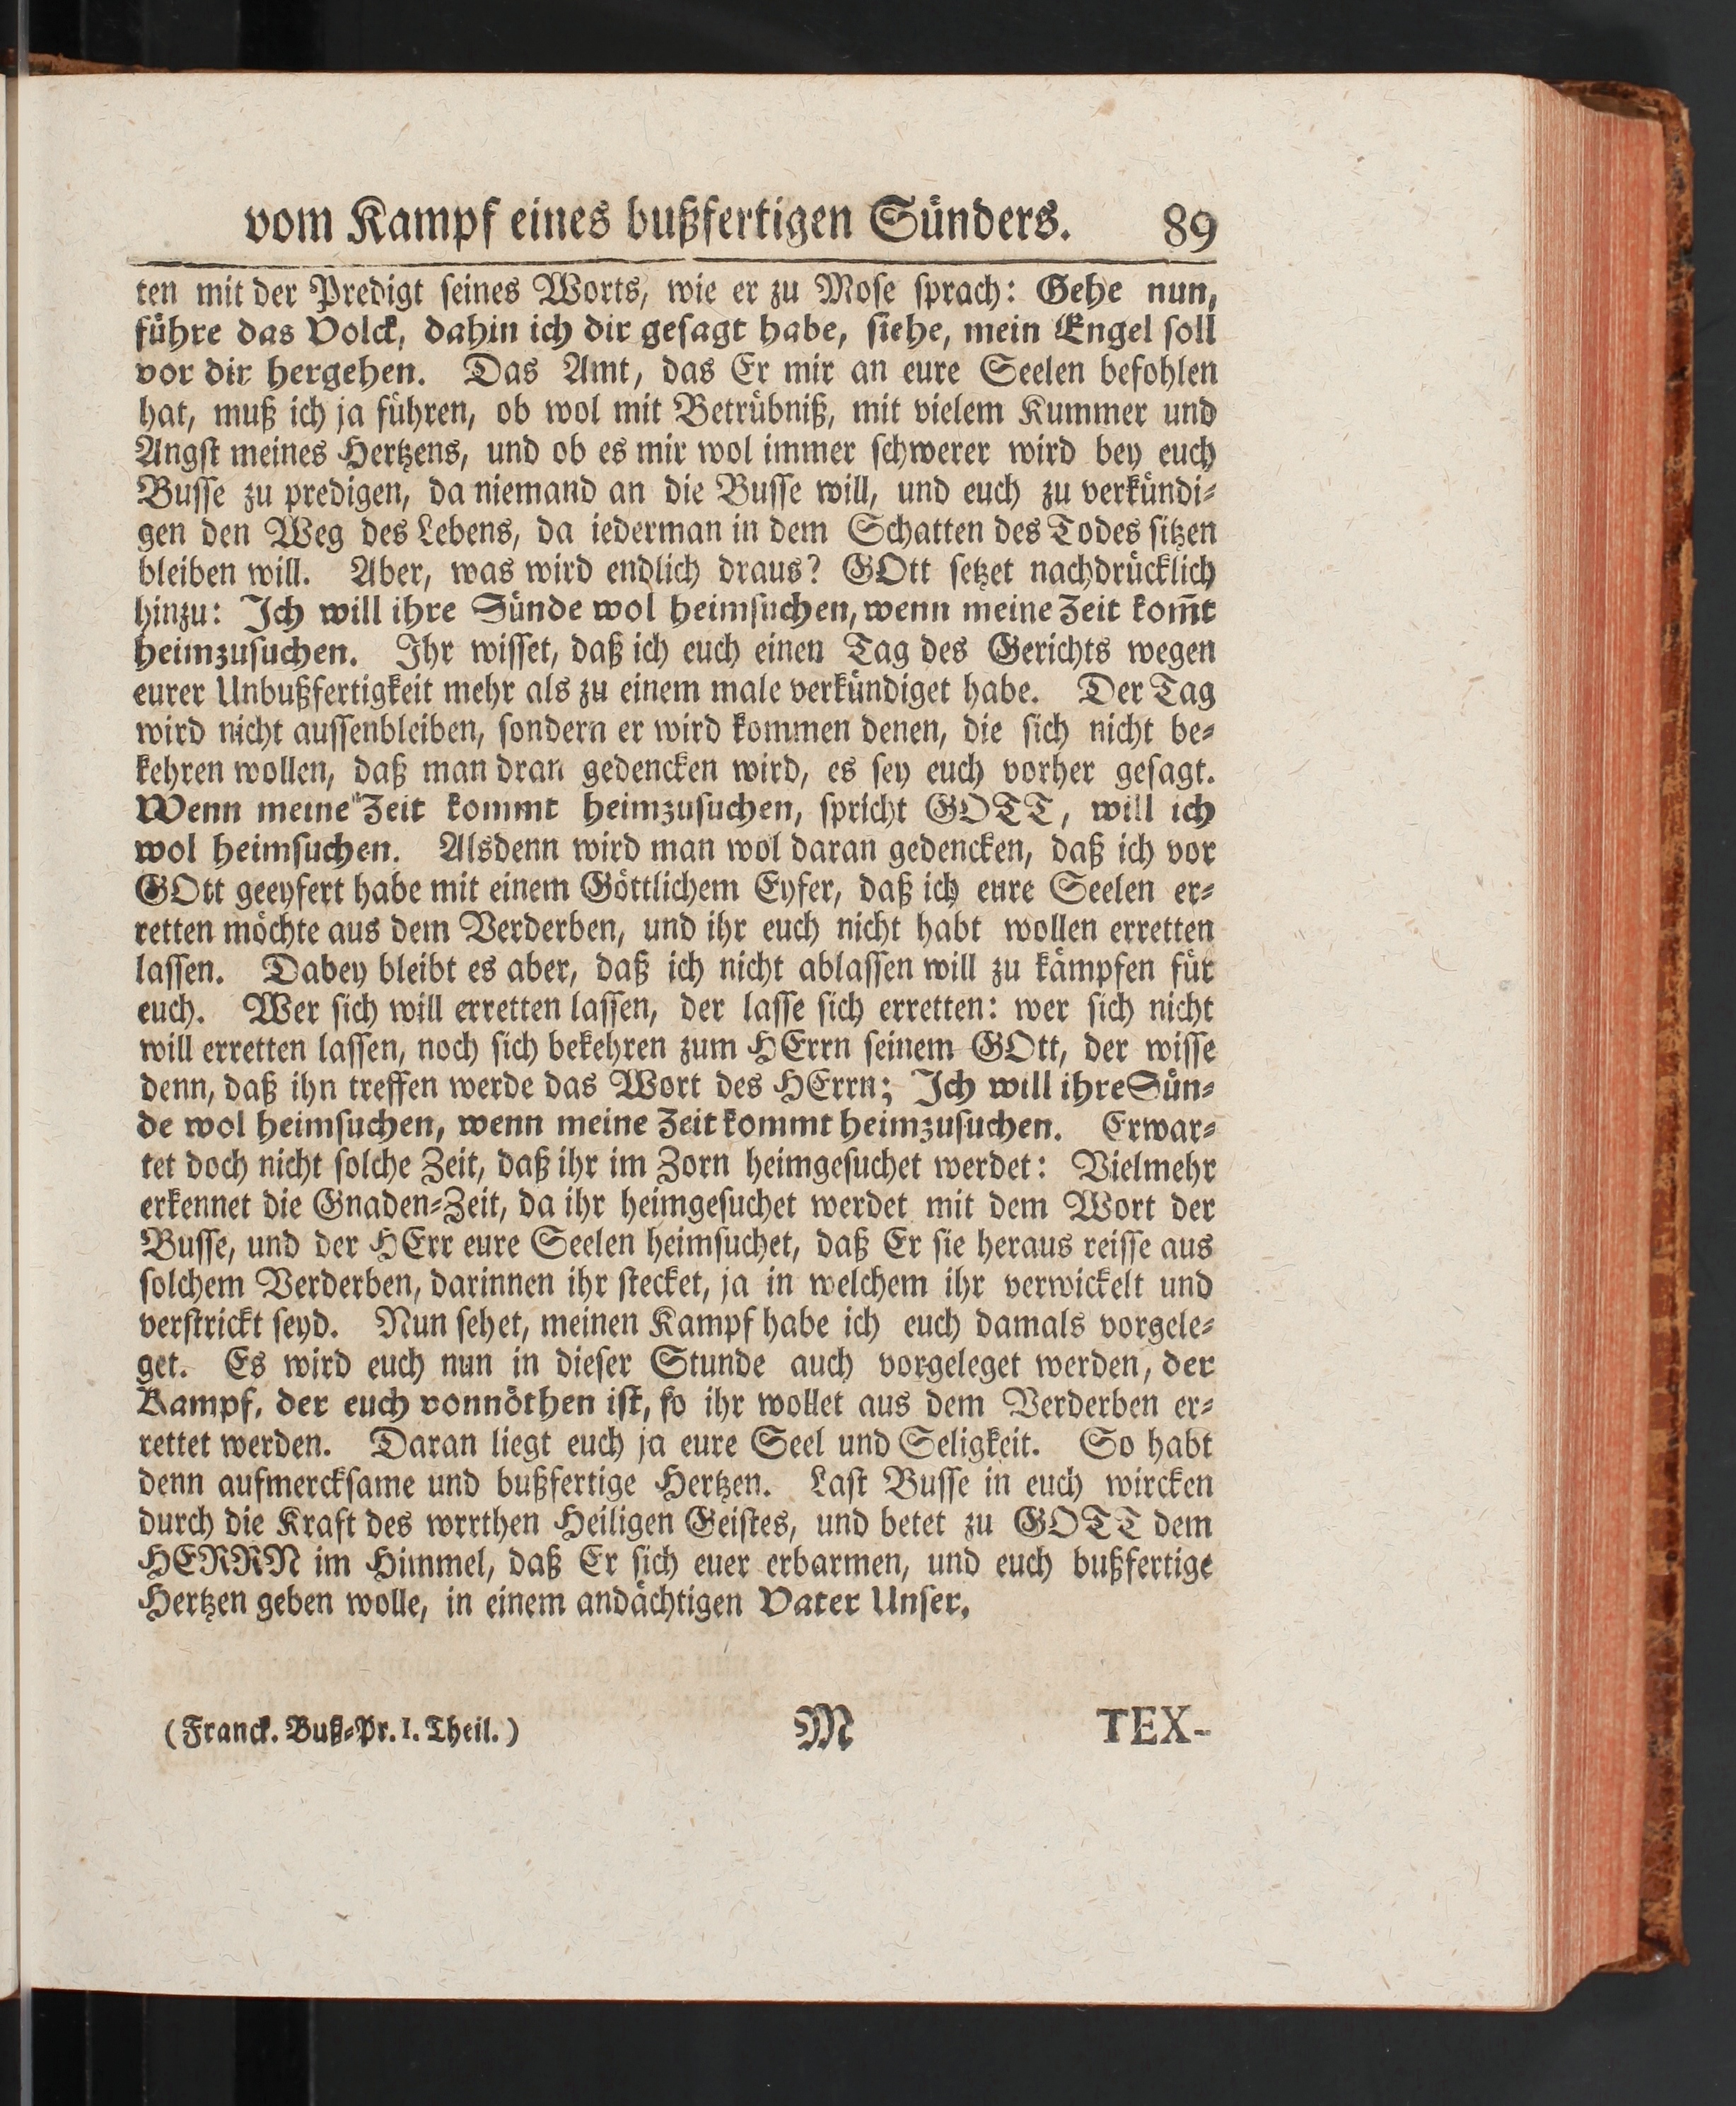 vom Kampf eines bußfertigen Sünders. 89
ten mit der Predigt seines Worts, wie er zu Mose sprach: Gehe nun,
führe das Volck, dahin ich dir gesagt habe, siehe, mein Engel soll
vor dir hergehen. Das Amt, das Er mir an eure Seelen befohlen
hat, muß ich ja führen, ob wol mit Betrübniß, mit vielem Kummer und
Angst meines Hertzens, und ob es mir wol immer schwerer wird bey euch
Busse zu predigen, da niemand an die Busse will, und euch zu verkündi-
gen den Weg des Lebens, da iederman in dem Schatten des Todes sitzen
bleiben will. Aber, was wird endlich draus? GOtt setzet nachdrücklich
hinzu: Ich will ihre Sünde wol heimsuchen, wenn meine Zeit kom̃t
heimzusuchen. Ihr wisset, daß ich euch einen Tag des Gerichts wegen
eurer Unbußfertigkeit mehr als zu einem male verkündiget habe. Der Tag
wird nicht aussenbleiben, sondern er wird kommen denen, die sich nicht be-
kehren wollen, daß man dran gedencken wird, es sey euch vorher gesagt.
Wenn meine Zeit kommt heimzusuchen, spricht GOTT, will ich
wol heimsuchen. Alsdenn wird man wol daran gedencken, daß ich vor
GOtt geeyfert habe mit einem Göttlichem Eyfer, daß ich eure Seelen er-
retten möchte aus dem Verderben, und ihr euch nicht habt wollen erretten
lassen. Dabey bleibt es aber, daß ich nicht ablassen will zu kämpfen für
euch. Wer sich will erretten lassen, der lasse sich erretten: wer sich nicht
will erretten lassen, noch sich bekehren zum HErrn seinem GOtt, der wisse
denn, daß ihn treffen werde das Wort des HErrn; Ich will ihre Sün-
de wol heimsuchen, wenn meine Zeit kommt heimzusuchen. Erwar-
tet doch nicht solche Zeit, daß ihr im Zorn heimgesuchet werdet: Vielmehr
erkennet die Gnaden-Zeit, da ihr heimgesuchet werdet mit dem Wort der
Busse, und der HErr eure Seelen heimsuchet, daß Er sie heraus reisse aus
solchem Verderben, darinnen ihr stecket, ja in welchem ihr verwickelt und
verstrickt seyd. Nun sehet, meinen Kampf habe ich euch damals vorgele-
get. Es wird euch nun in dieser Stunde auch vorgeleget werden, der
Kampf, der euch vonnöthen ist, so ihr wollet aus dem Verderben er-
rettet werden. Daran liegt euch ja eure Seel und Seligkeit. So habt
denn aufmercksame und bußfertige Hertzen. Last Busse in euch wircken
durch die Kraft des wrrthen Heiligen Geistes, und betet zu GOTT dem
HERRN im Himmel, daß Er sich euer erbarmen, und euch bußfertige
Hertzen geben wolle, in einem andächtigen Vater Unser.
(Franck. Buß-Pr. I. Theil.) M TEX-